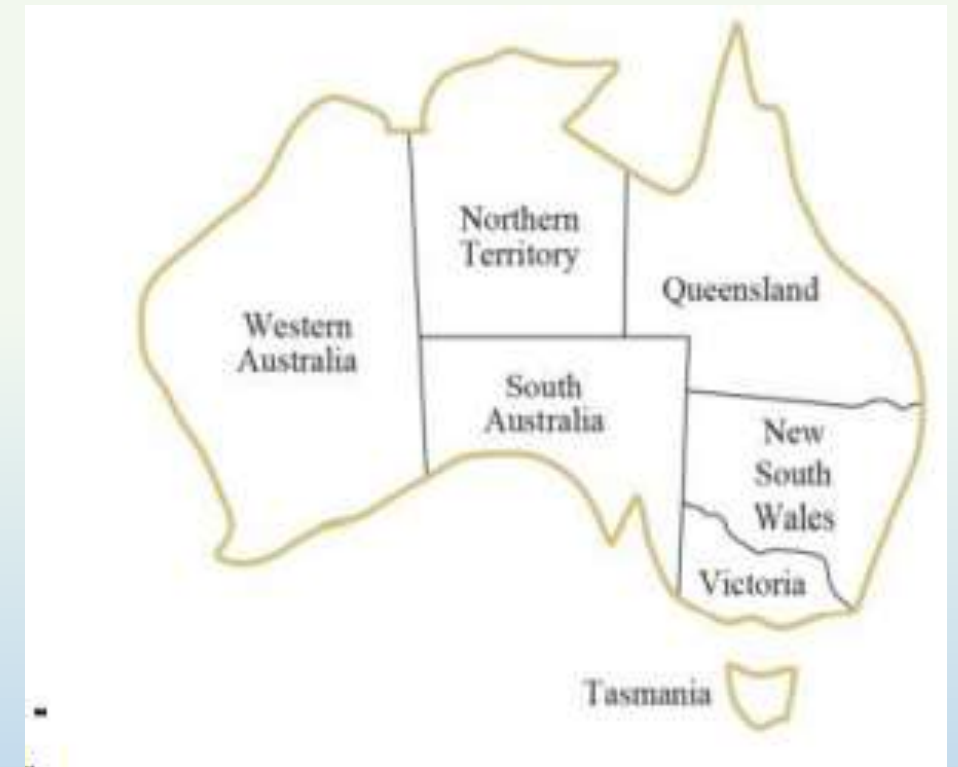 Northern
Territory
Queensland
Western
Australia
South
Australia
New
South
Wales
Victoria
Tasmania
-